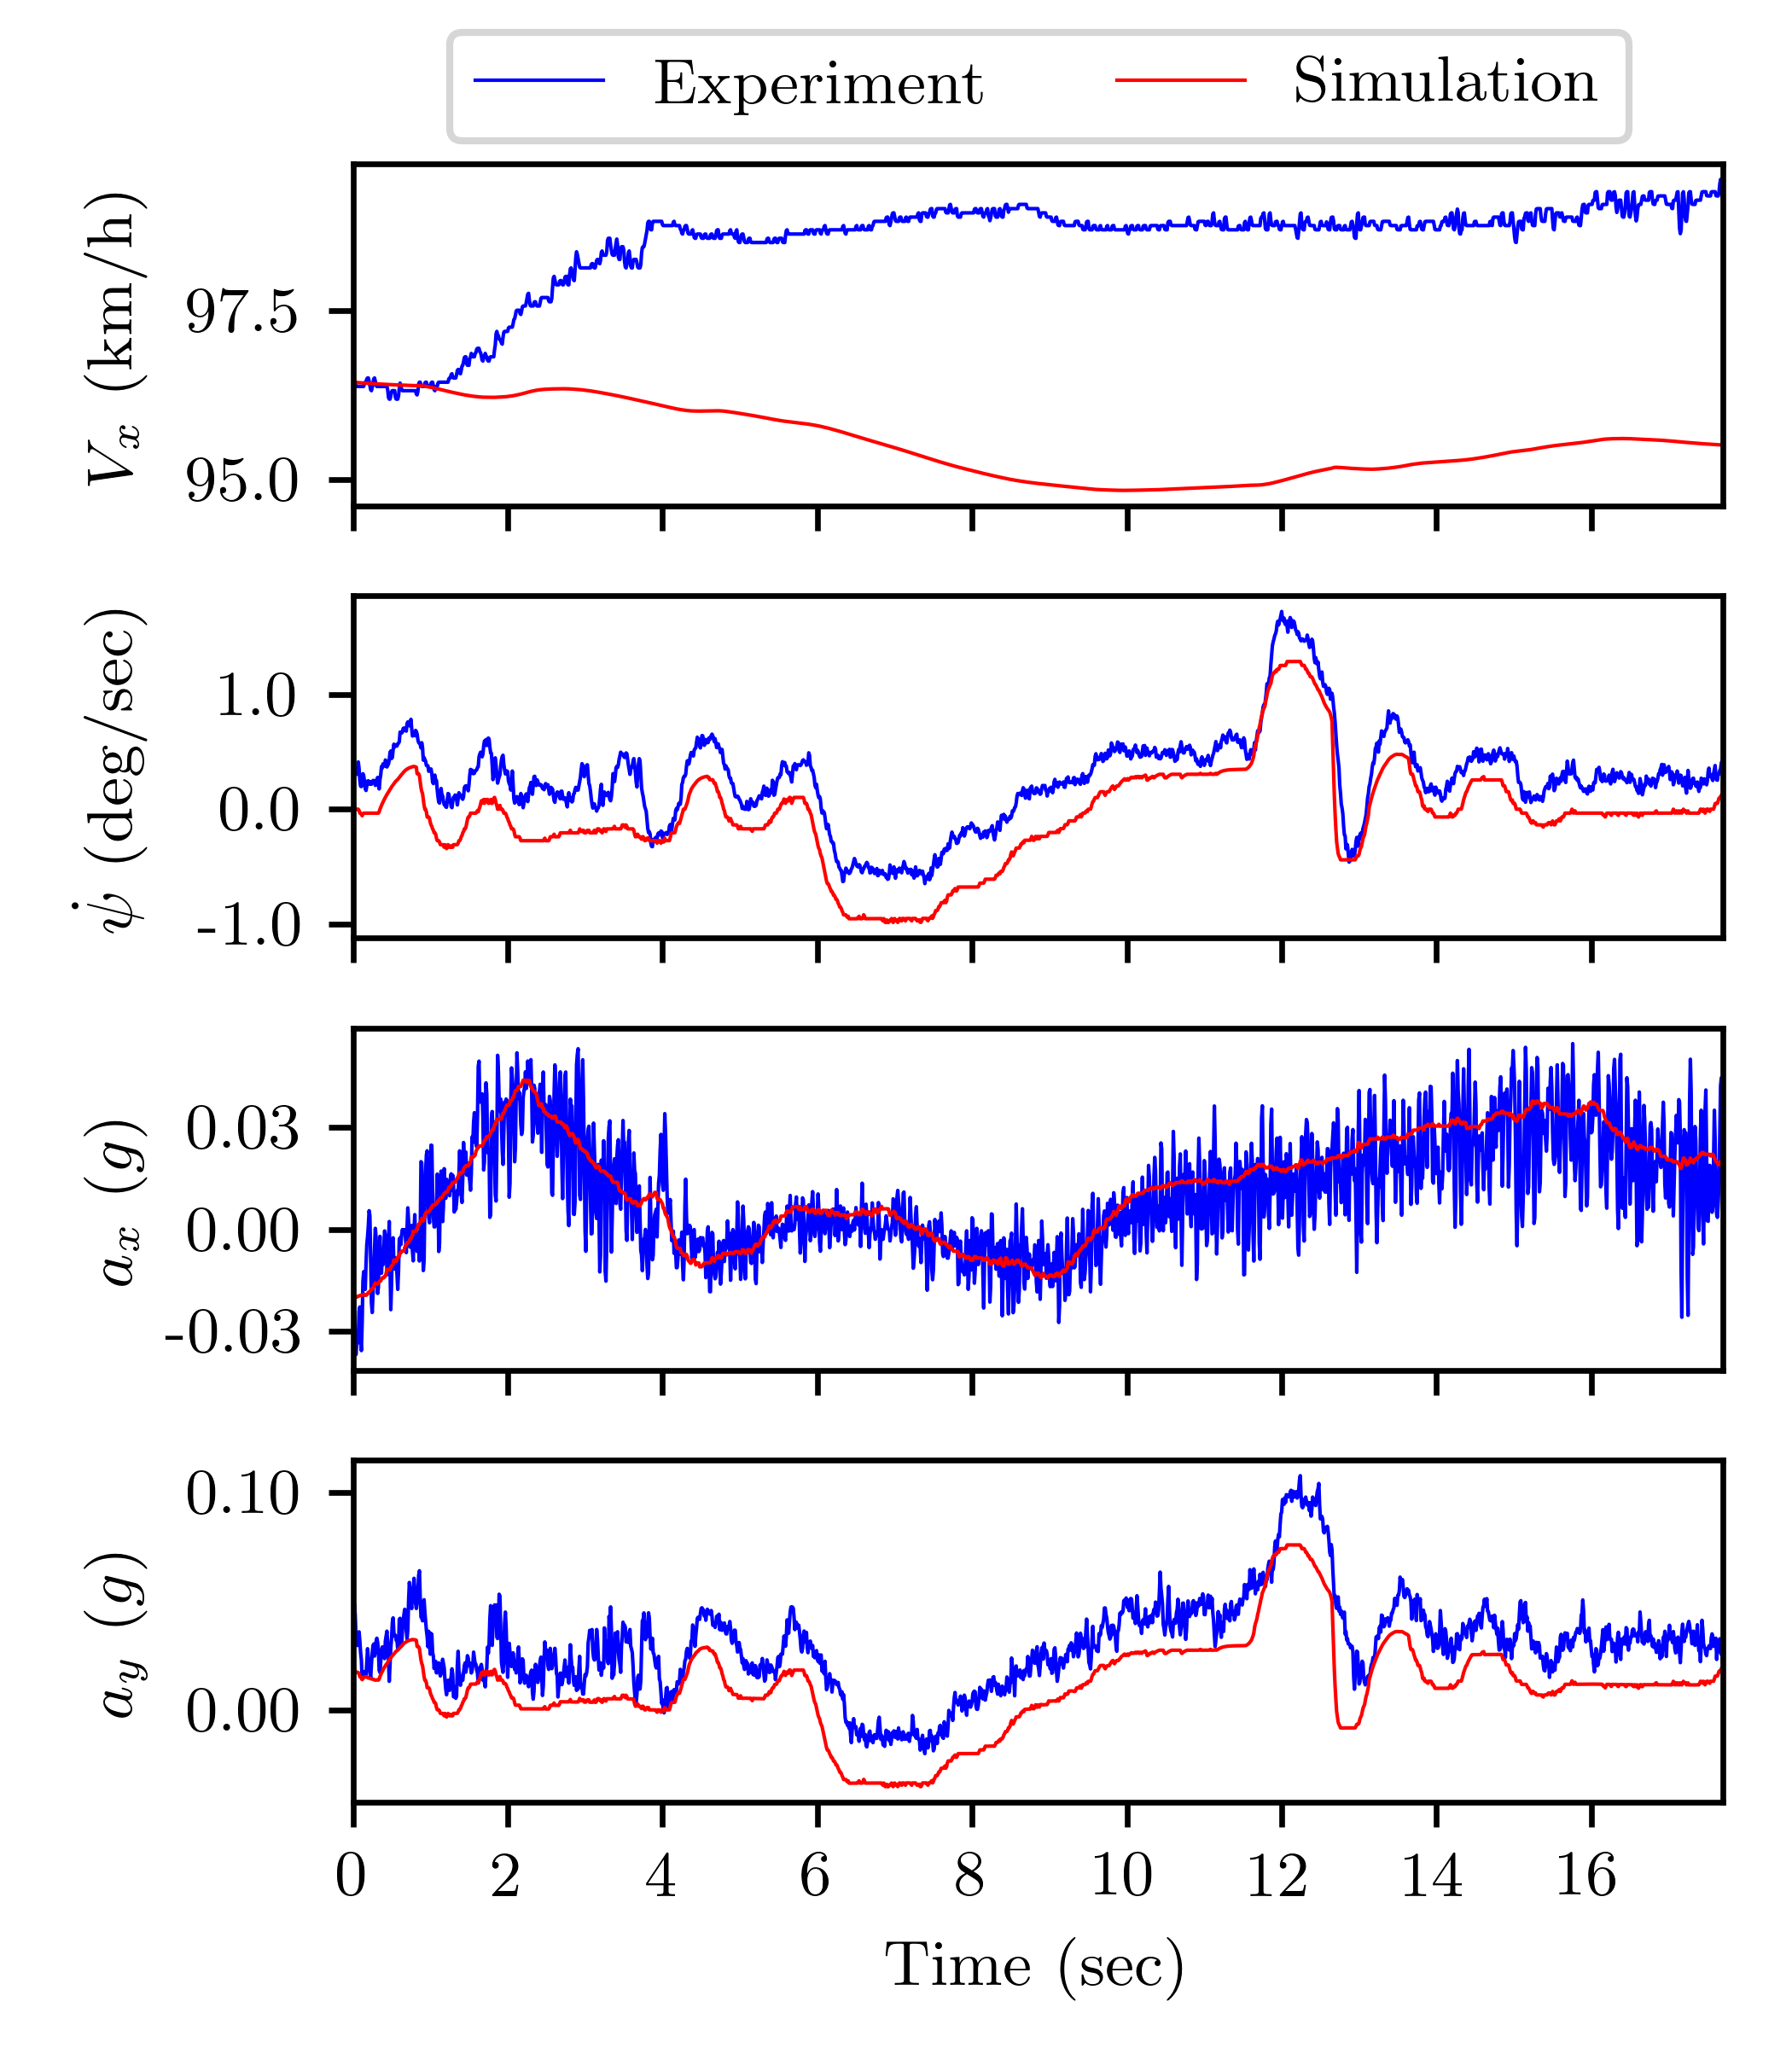 Experiment Simulation
V_x (km/h)
97.5
95.0
ψ̇ (deg/sec)
1.0
0.0
-1.0
a_x (g)
0.03
0.00
-0.03
a_y (g)
0.10
0.00
0 2 4 6 8 10 12 14 16
Time (sec)